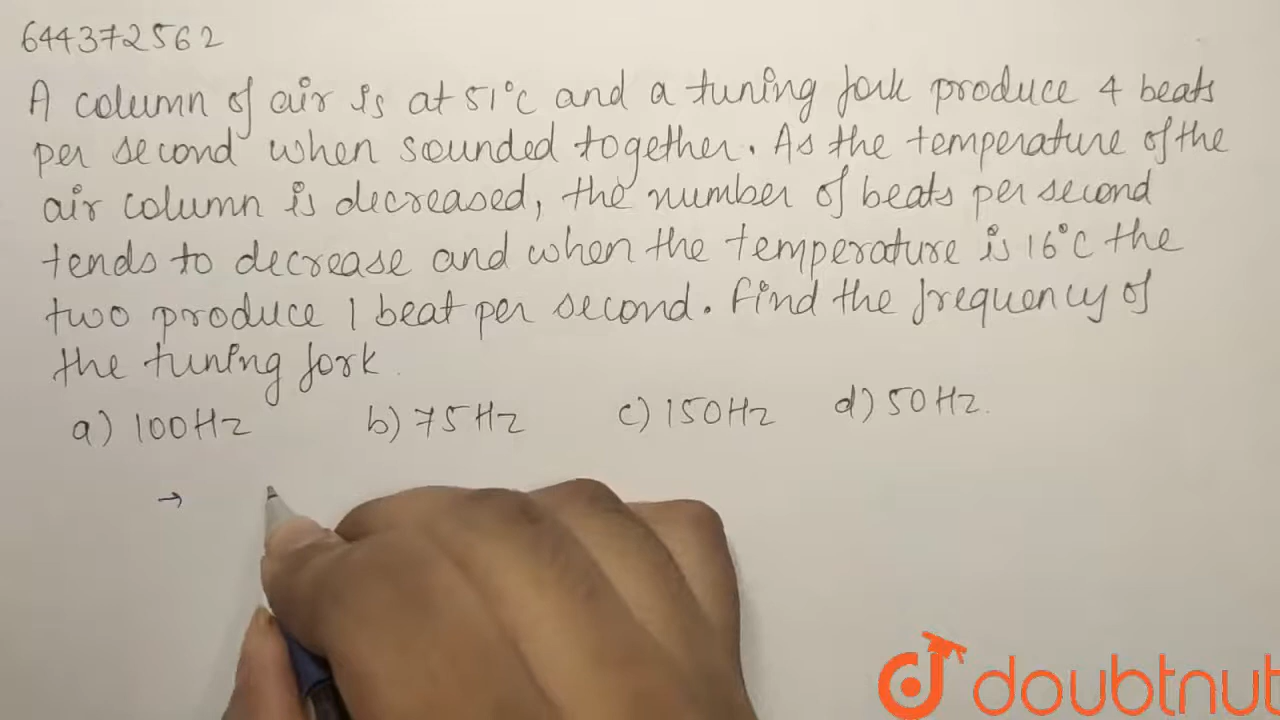 644372562
A column of air is at 51°C and a tuning fork produce 4 beats
per second when sounded together. As the temperature of the
air column is decreased, the number of beats per second
tends to decrease and when the temperature is 16°C the
two produce 1 beat per second. Find the frequency of
the tuning fork.
a) 100Hz b) 75Hz c) 150Hz d) 50Hz.
→
doubtnut